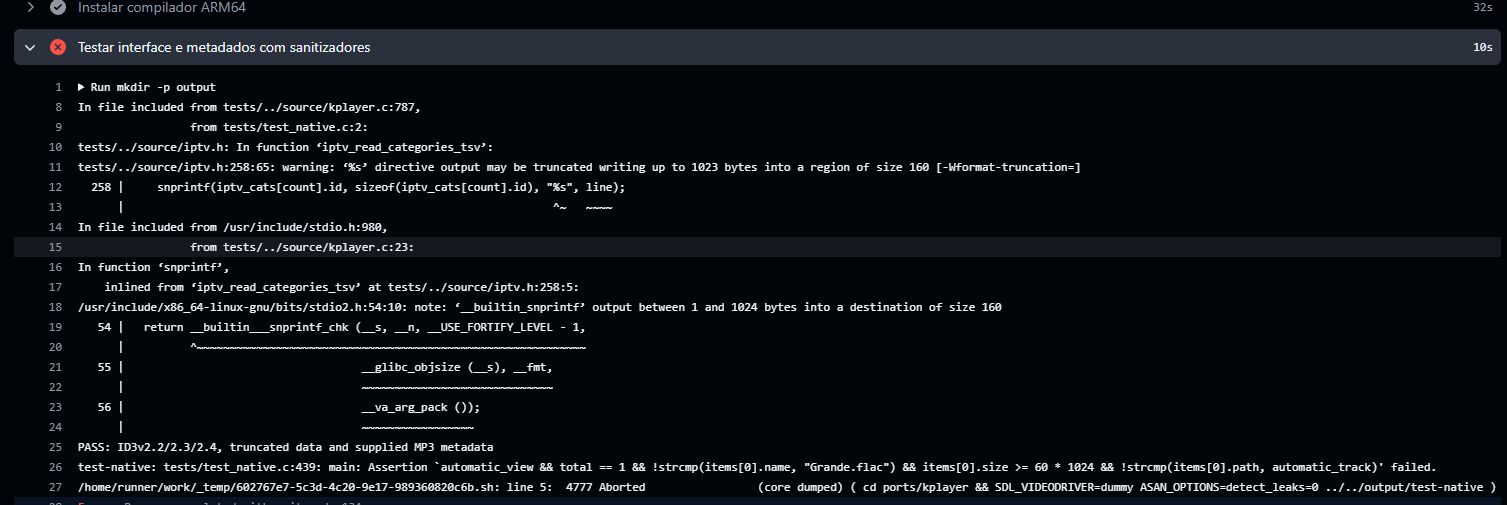 Instalar compilador ARM64 32s
Testar interface e metadados com sanitizadores 10s
1 ▶ Run mkdir -p output
8 In file included from tests/../source/kplayer.c:787,
9 from tests/test_native.c:2:
10 tests/../source/iptv.h: In function ‘iptv_read_categories_tsv’:
11 tests/../source/iptv.h:258:65: warning: ‘%s’ directive output may be truncated writing up to 1023 bytes into a region of size 160 [-Wformat-truncation=]
12 258 | snprintf(iptv_cats[count].id, sizeof(iptv_cats[count].id), "%s", line);
13 | ^~ ~~~~
14 In file included from /usr/include/stdio.h:980,
15 from tests/../source/kplayer.c:23:
16 In function ‘snprintf’,
17 inlined from ‘iptv_read_categories_tsv’ at tests/../source/iptv.h:258:5:
18 /usr/include/x86_64-linux-gnu/bits/stdio2.h:54:10: note: ‘__builtin_snprintf’ output between 1 and 1024 bytes into a destination of size 160
19 54 | return __builtin___snprintf_chk (__s, __n, __USE_FORTIFY_LEVEL - 1,
20 | ^~~~~~~~~~~~~~~~~~~~~~~~~~~~~~~~~~~~~~~~~~~~~~~~~~~~~~~~~~~~
21 55 | __glibc_objsize (__s), __fmt,
22 | ~~~~~~~~~~~~~~~~~~~~~~~~~~~~~
23 56 | __va_arg_pack ());
24 | ~~~~~~~~~~~~~~~~~
25 PASS: ID3v2.2/2.3/2.4, truncated data and supplied MP3 metadata
26 test-native: tests/test_native.c:439: main: Assertion `automatic_view && total == 1 && !strcmp(items[0].name, "Grande.flac") && items[0].size >= 60 * 1024 && !strcmp(items[0].path, automatic_track)' failed.
27 /home/runner/work/_temp/602767e7-5c3d-4c20-9e17-989360820c6b.sh: line 5: 4777 Aborted (core dumped) ( cd ports/kplayer && SDL_VIDEODRIVER=dummy ASAN_OPTIONS=detect_leaks=0 ../../output/test-native )